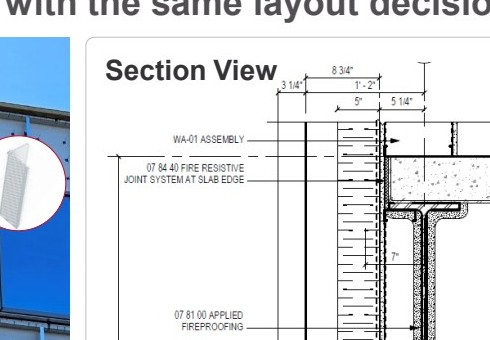 with the same layout decisio
Section View
8 3/4"
3 1/4"
1' - 2"
5"
5 1/4"
WA-01 ASSEMBLY
07 84 40 FIRE RESISTIVE
JOINT SYSTEM AT SLAB EDGE
7"
07 81 00 APPLIED
FIREPROOFING